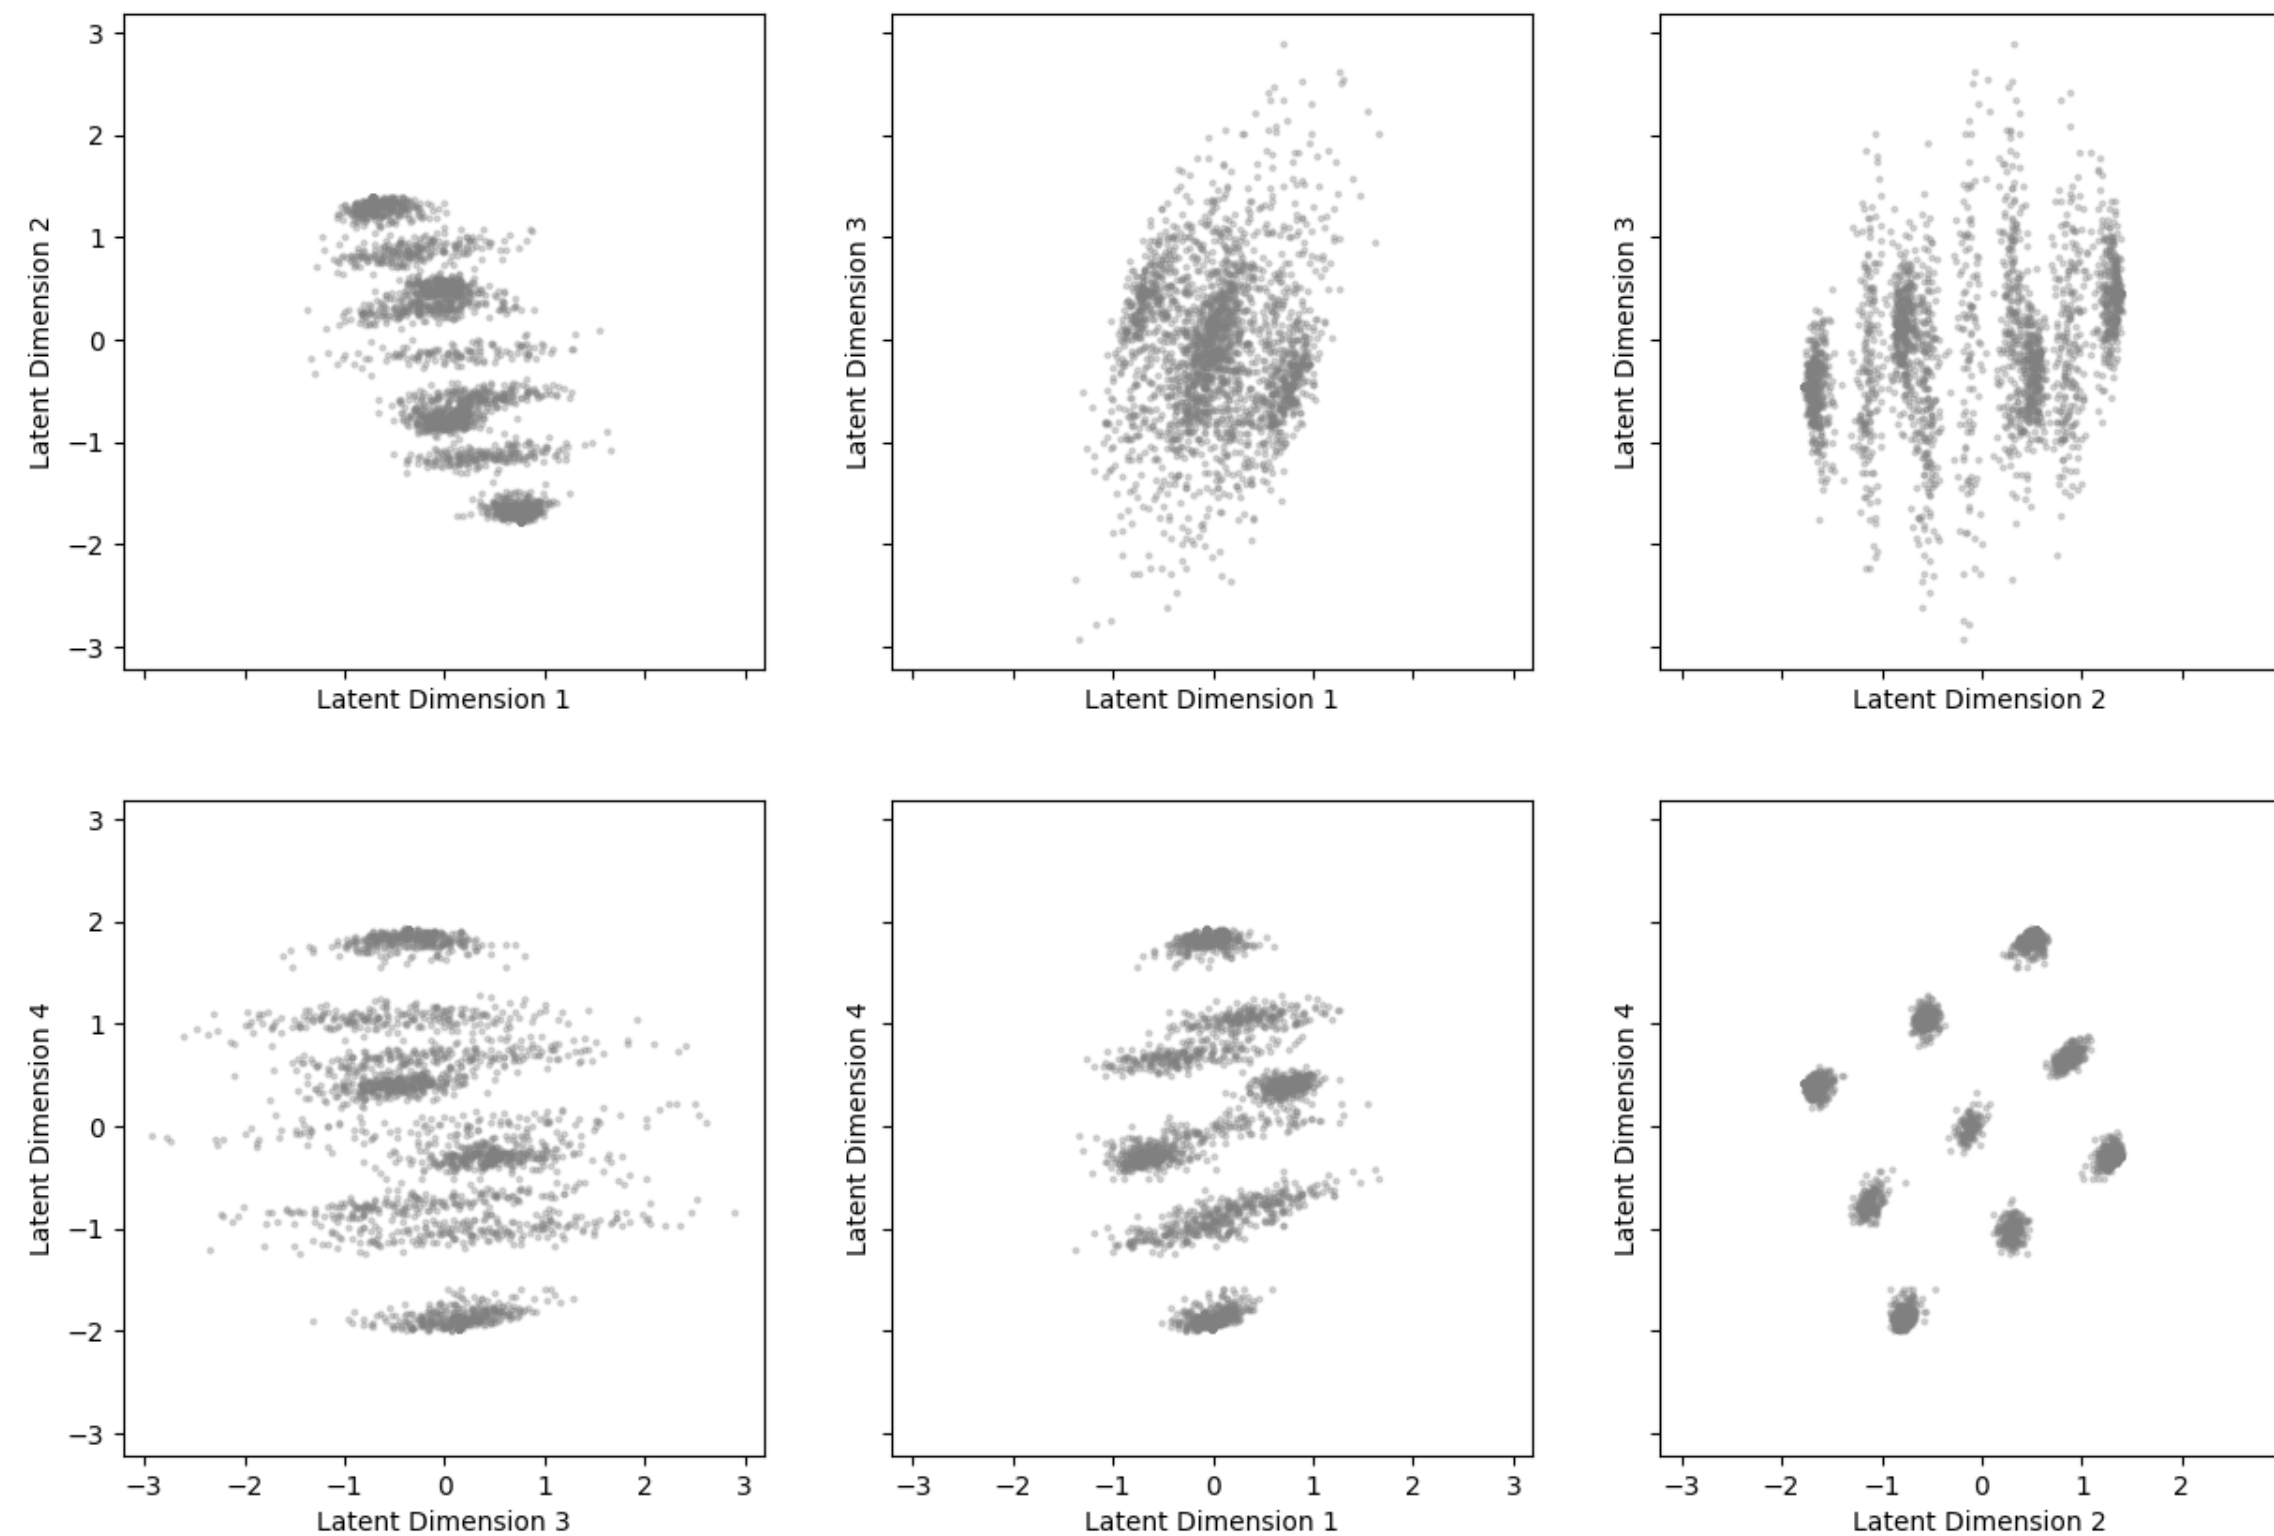 3
2
1
0
−1
−2
−3
Latent Dimension 2
Latent Dimension 1
Latent Dimension 3
Latent Dimension 1
Latent Dimension 3
Latent Dimension 2
3
2
1
0
−1
−2
−3
Latent Dimension 4
−3 −2 −1 0 1 2 3
Latent Dimension 3
Latent Dimension 4
−3 −2 −1 0 1 2 3
Latent Dimension 1
Latent Dimension 4
−3 −2 −1 0 1 2
Latent Dimension 2